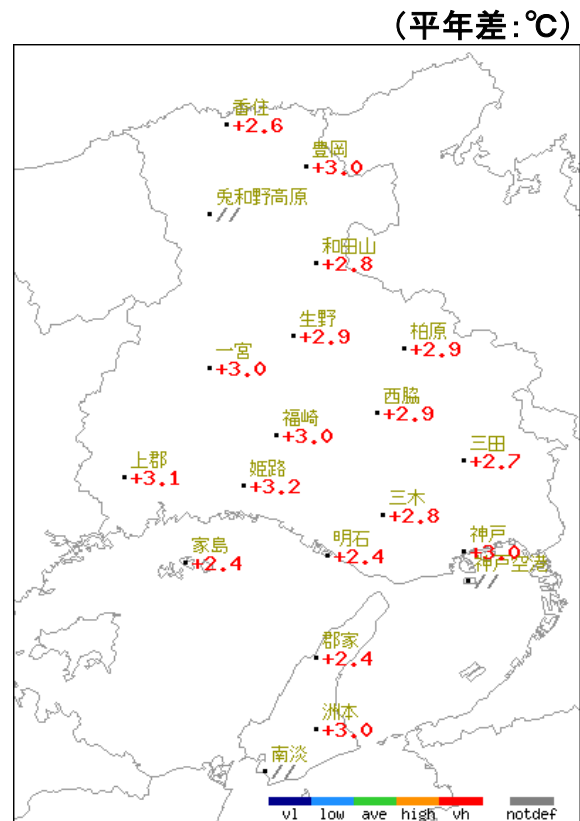 (平年差:℃)
香住
+2.6
豊岡
+3.0
兎和野高原
//
和田山
+2.8
生野
+2.9
柏原
+2.9
一宮
+3.0
西脇
+2.9
福崎
+3.0
三田
+2.7
上郡
+3.1
姫路
+3.2
三木
+2.8
神戸
+3.0
明石
+2.4
家島
+2.4
神戸空港
//
郡家
+2.4
洲本
+3.0
南淡
//
vl low ave high vh notdef